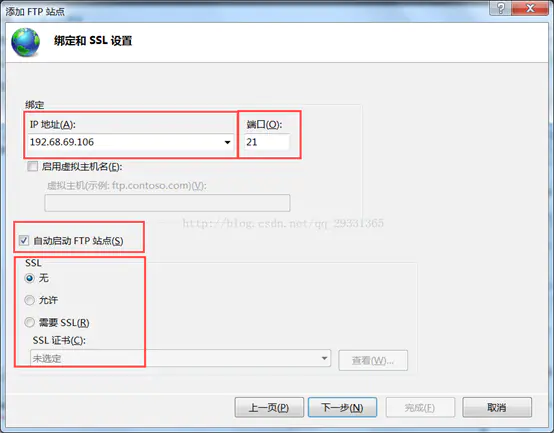 添加 FTP 站点
绑定和 SSL 设置
绑定
IP 地址(A):
端口(O):
192.68.69.106
21
启用虚拟主机名(E):
虚拟主机(示例: ftp.contoso.com)(V):
http://blog.csdn.net/qq_29331365
自动启动 FTP 站点(S)
SSL
无
允许
需要 SSL(R)
SSL 证书(C):
未选定
查看(W)...
上一页(P)
下一步(N)
完成(F)
取消